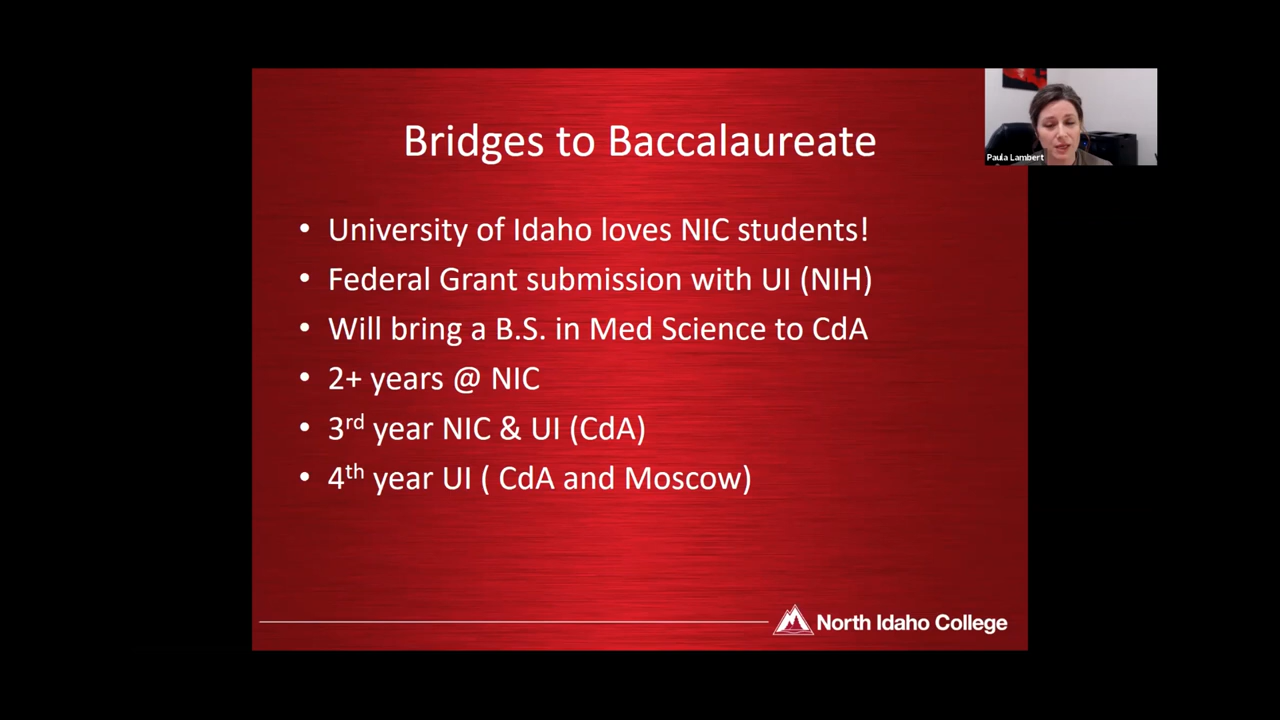 Bridges to Baccalaureate
Paula Lambert
• University of Idaho loves NIC students!
• Federal Grant submission with UI (NIH)
• Will bring a B.S. in Med Science to CdA
• 2+ years @ NIC
• 3rd year NIC & UI (CdA)
• 4th year UI ( CdA and Moscow)
North Idaho College